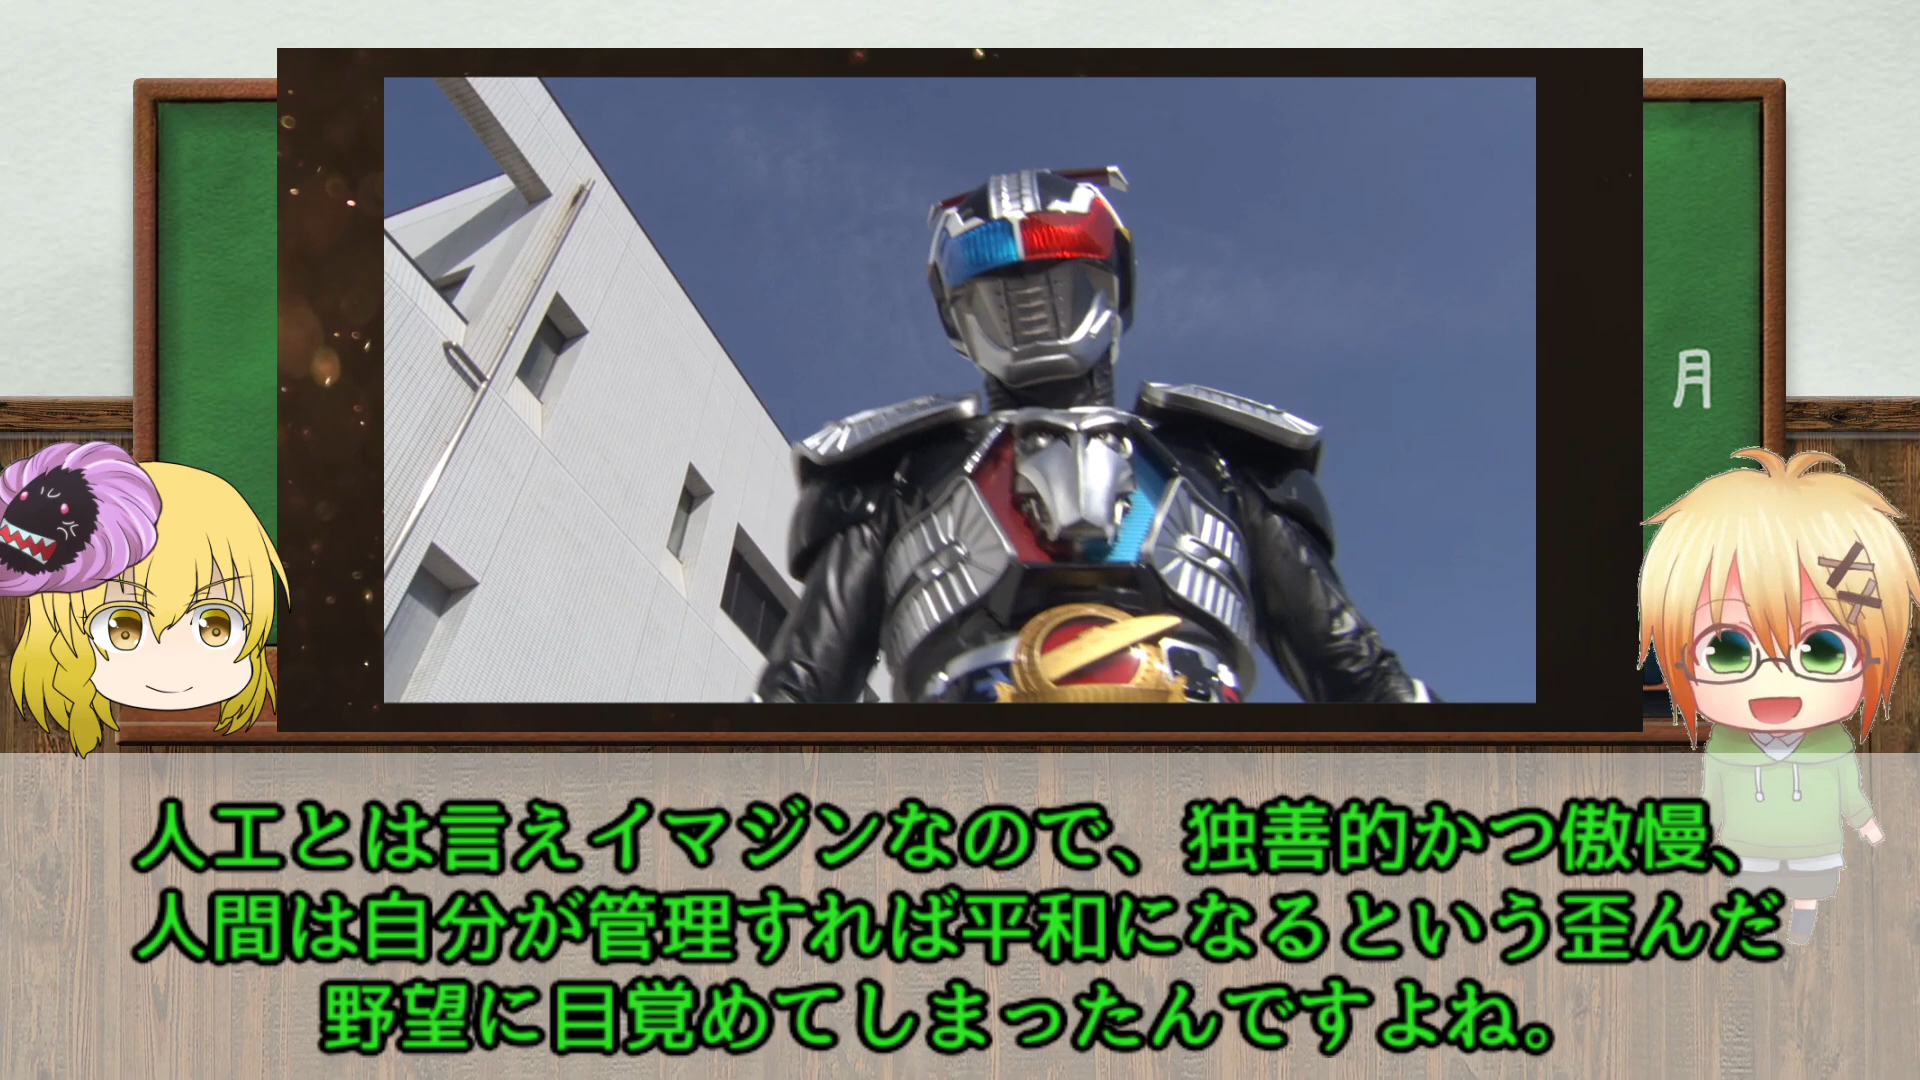 月
人工とは言えイマジンなので、独善的かつ傲慢、
人間は自分が管理すれば平和になるという歪んだ
野望に目覚めてしまったんですよね。